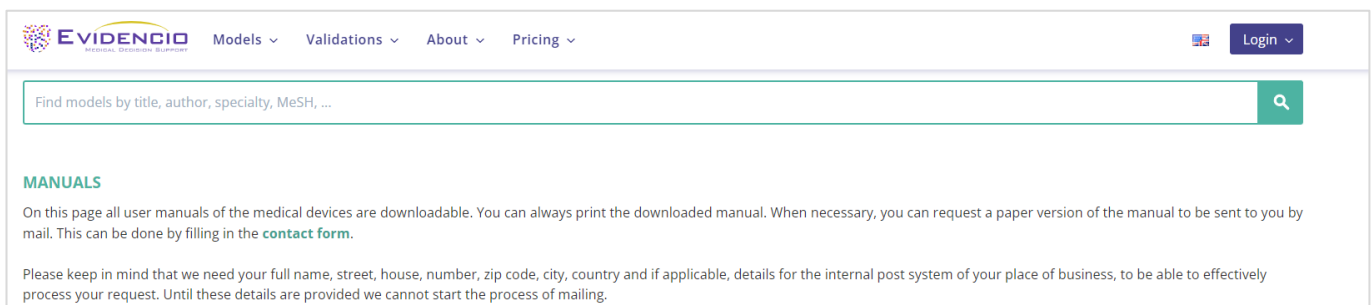 EVIDENCIO
MEDICAL DECISION SUPPORT
Models
Validations
About
Pricing
Login
Find models by title, author, specialty, MeSH, ...
MANUALS
On this page all user manuals of the medical devices are downloadable. You can always print the downloaded manual. When necessary, you can request a paper version of the manual to be sent to you by
mail. This can be done by filling in the contact form.
Please keep in mind that we need your full name, street, house, number, zip code, city, country and if applicable, details for the internal post system of your place of business, to be able to effectively
process your request. Until these details are provided we cannot start the process of mailing.